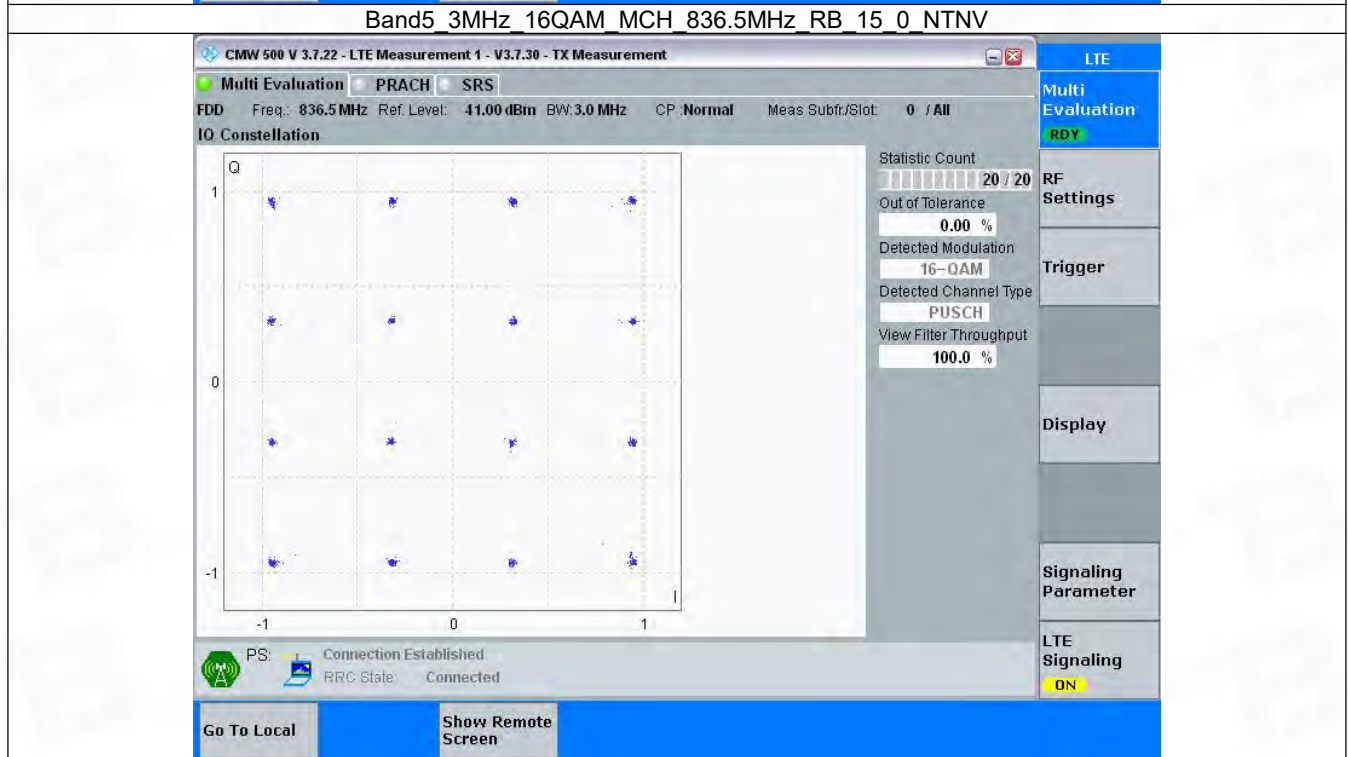 Band5_3MHz_16QAM_MCH_836.5MHz_RB_15_0_NTNV
CMW 500 V 3.7.22 - LTE Measurement 1 - V3.7.30 - TX Measurement
LTE
Multi Evaluation PRACH SRS
Multi
Evaluation
RDY
FDD Freq.: 836.5 MHz Ref. Level: 41.00 dBm BW: 3.0 MHz CP :Normal Meas Subfr./Slot: 0 / All
IQ Constellation
Q
1
0
-1
I
-1 0 1
Statistic Count
20 / 20
Out of Tolerance
0.00 %
Detected Modulation
16-QAM
Detected Channel Type
PUSCH
View Filter Throughput
100.0 %
RF
Settings
Trigger
Display
Signaling
Parameter
LTE
Signaling
ON
PS: Connection Established
RRC State: Connected
Go To Local
Show Remote
Screen